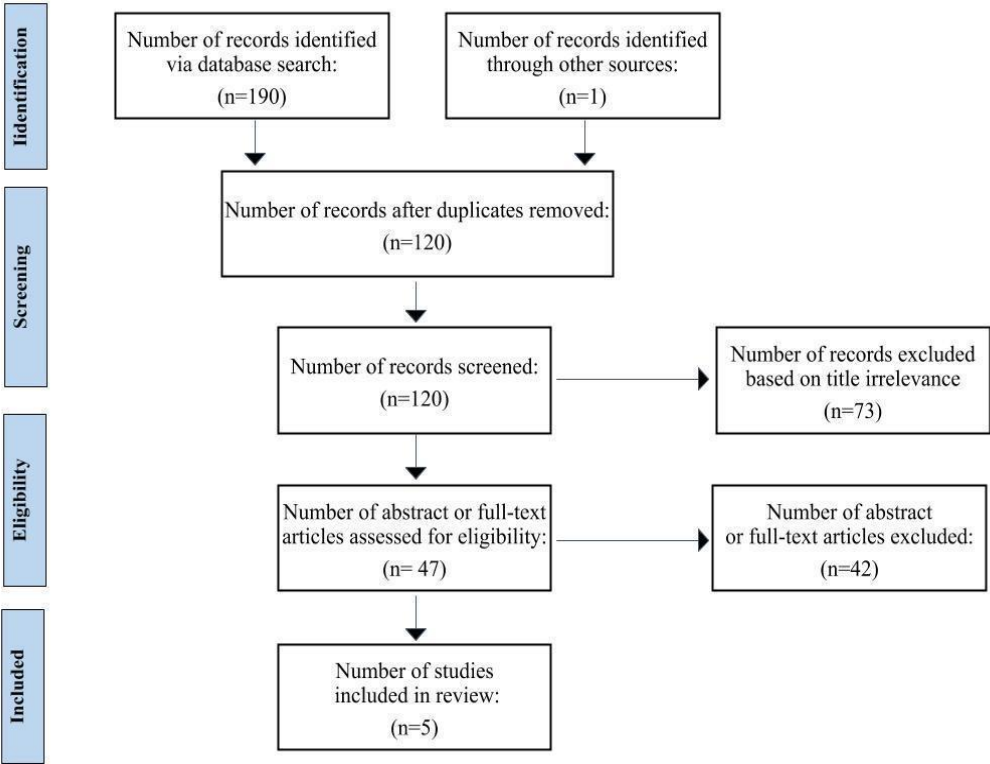 Iidentification
Number of records identified
via database search:
(n=190)
Number of records identified
through other sources:
(n=1)
Screening
Number of records after duplicates removed:
(n=120)
Number of records screened:
(n=120)
Number of records excluded
based on title irrelevance
(n=73)
Eligibility
Number of abstract or full-text
articles assessed for eligibility:
(n= 47)
Number of abstract
or full-text articles excluded:
(n=42)
Included
Number of studies
included in review:
(n=5)